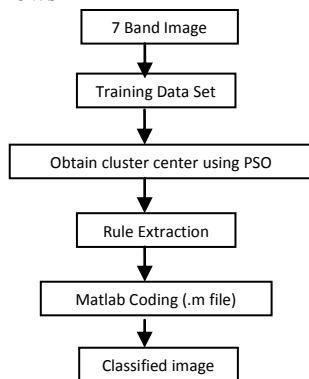 7 Band Image
Training Data Set
Obtain cluster center using PSO
Rule Extraction
Matlab Coding (.m file)
Classified image